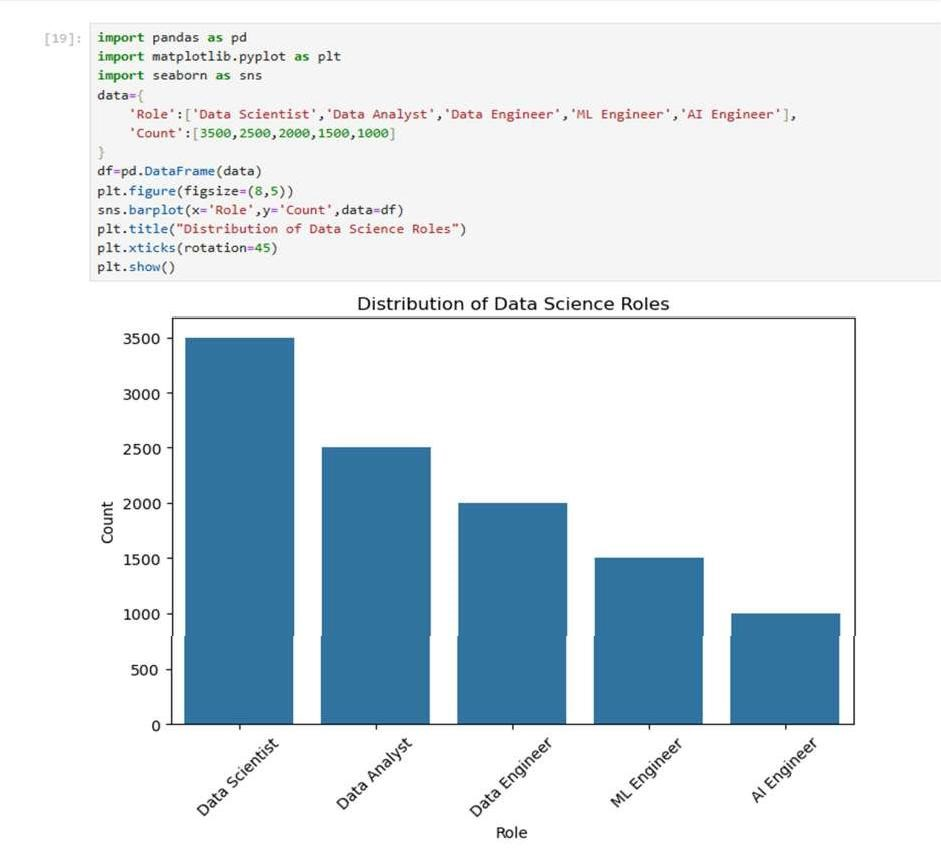 [19]:
import pandas as pd
import matplotlib.pyplot as plt
import seaborn as sns
data={
    'Role':['Data Scientist','Data Analyst','Data Engineer','ML Engineer','AI Engineer'],
    'Count':[3500,2500,2000,1500,1000]
}
df=pd.DataFrame(data)
plt.figure(figsize=(8,5))
sns.barplot(x='Role',y='Count',data=df)
plt.title("Distribution of Data Science Roles")
plt.xticks(rotation=45)
plt.show()
Distribution of Data Science Roles
3500
3000
2500
2000
1500
1000
500
0
Count
Data Scientist
Data Analyst
Data Engineer
ML Engineer
AI Engineer
Role